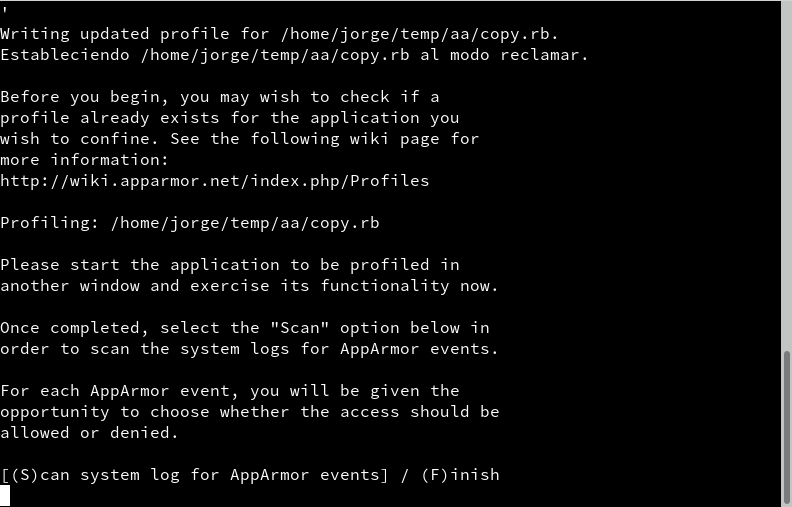 '
Writing updated profile for /home/jorge/temp/aa/copy.rb.
Estableciendo /home/jorge/temp/aa/copy.rb al modo reclamar.
Before you begin, you may wish to check if a
profile already exists for the application you
wish to confine. See the following wiki page for
more information:
http://wiki.apparmor.net/index.php/Profiles
Profiling: /home/jorge/temp/aa/copy.rb
Please start the application to be profiled in
another window and exercise its functionality now.
Once completed, select the "Scan" option below in
order to scan the system logs for AppArmor events.
For each AppArmor event, you will be given the
opportunity to choose whether the access should be
allowed or denied.
[(S)can system log for AppArmor events] / (F)inish